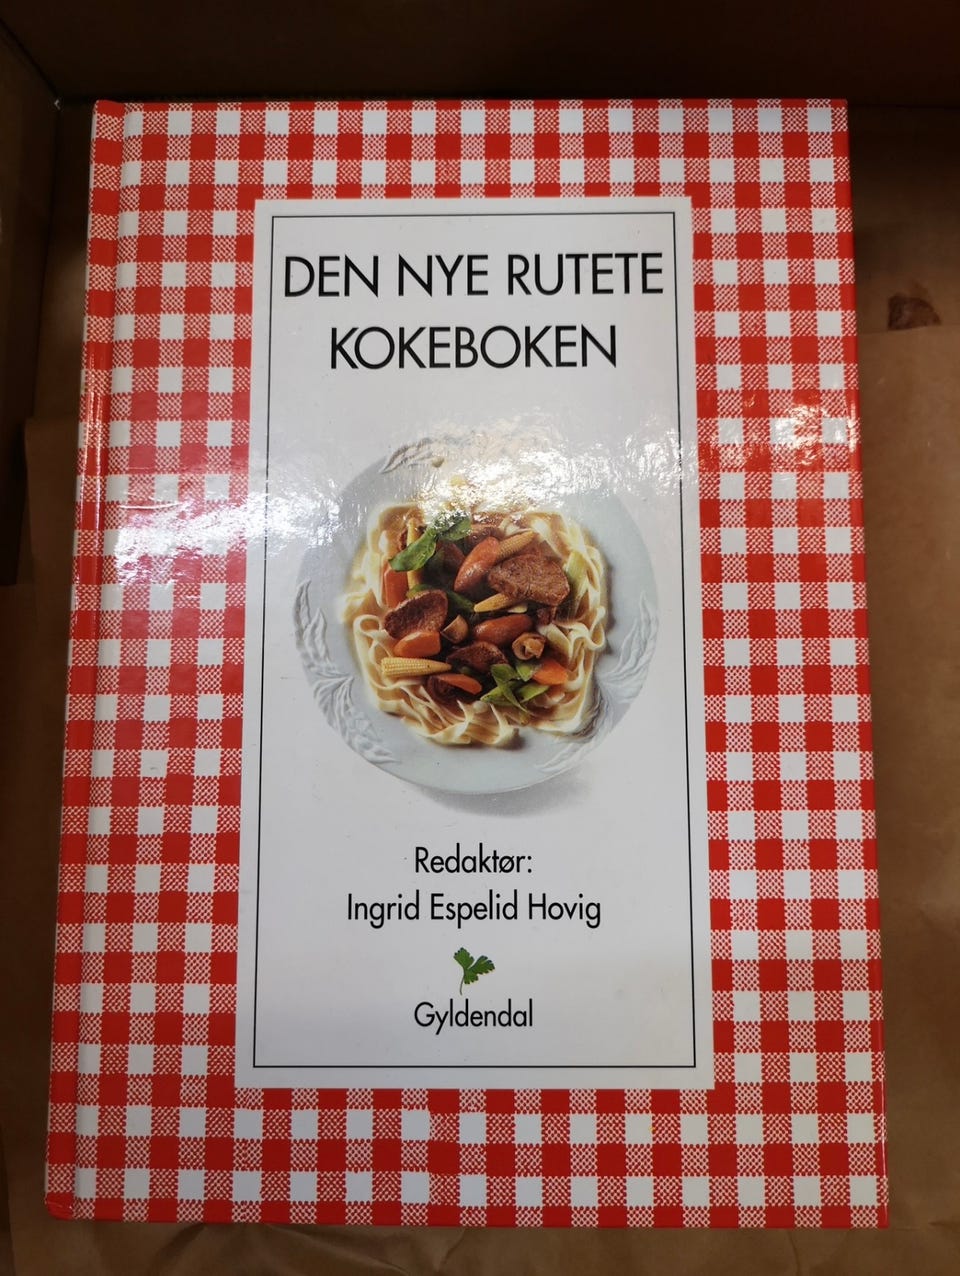 DEN NYE RUTETE
KOKEBOKEN
Redaktør:
Ingrid Espelid Hovig
Gyldendal